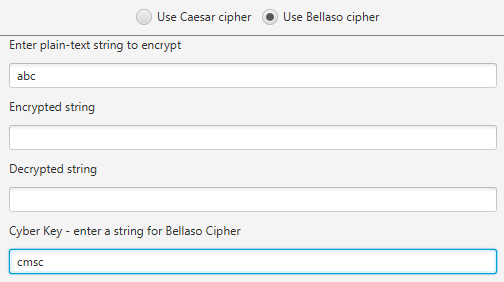 Use Caesar cipher Use Bellaso cipher
Enter plain-text string to encrypt
abc
Encrypted string
Decrypted string
Cyber Key - enter a string for Bellaso Cipher
cmsc